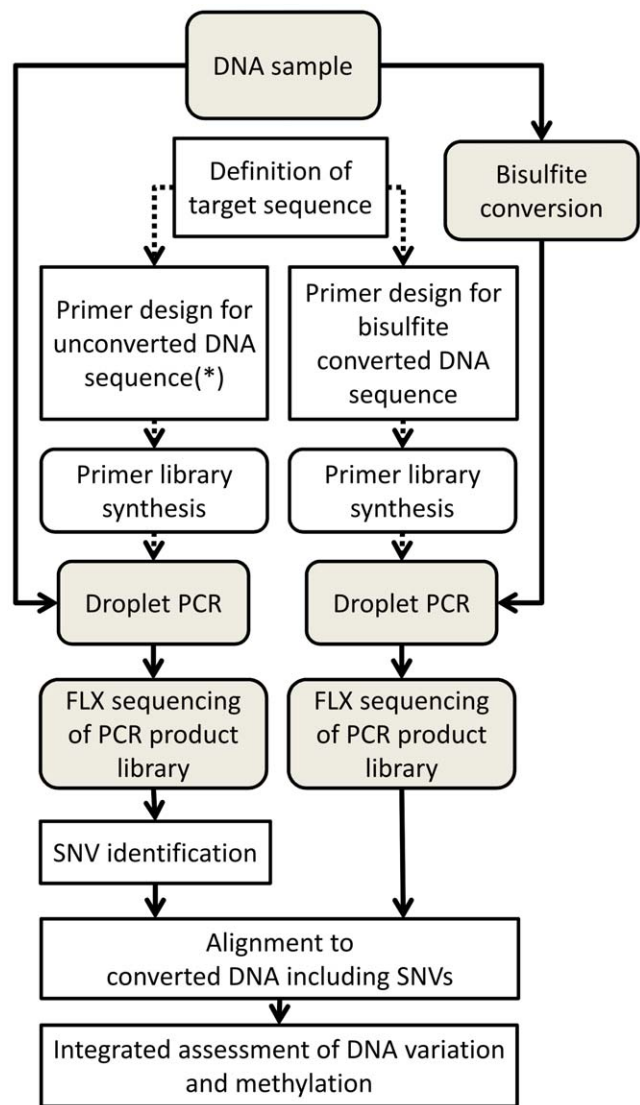 DNA sample
Definition of
target sequence
Bisulfite
conversion
Primer design for
unconverted DNA
sequence(*)
Primer design for
bisulfite
converted DNA
sequence
Primer library
synthesis
Primer library
synthesis
Droplet PCR
Droplet PCR
FLX sequencing
of PCR product
library
FLX sequencing
of PCR product
library
SNV identification
Alignment to
converted DNA including SNVs
Integrated assessment of DNA variation
and methylation